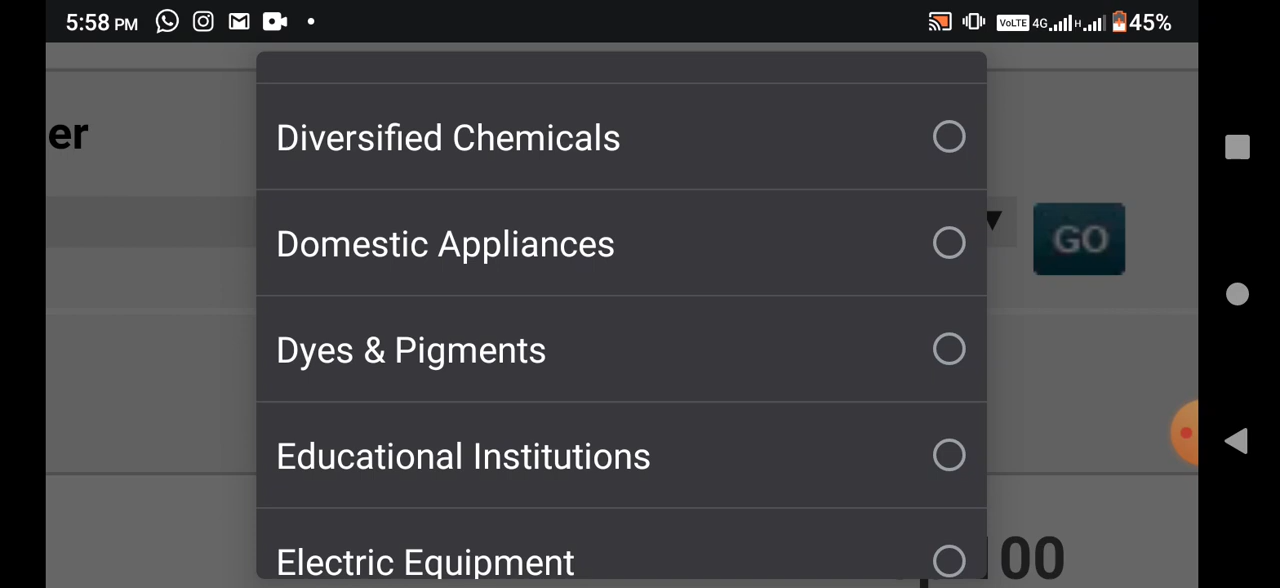 5:58 PM VoLTE 4G H 45%
er
Diversified Chemicals
Domestic Appliances
GO
Dyes & Pigments
Educational Institutions
Electric Equipment
00